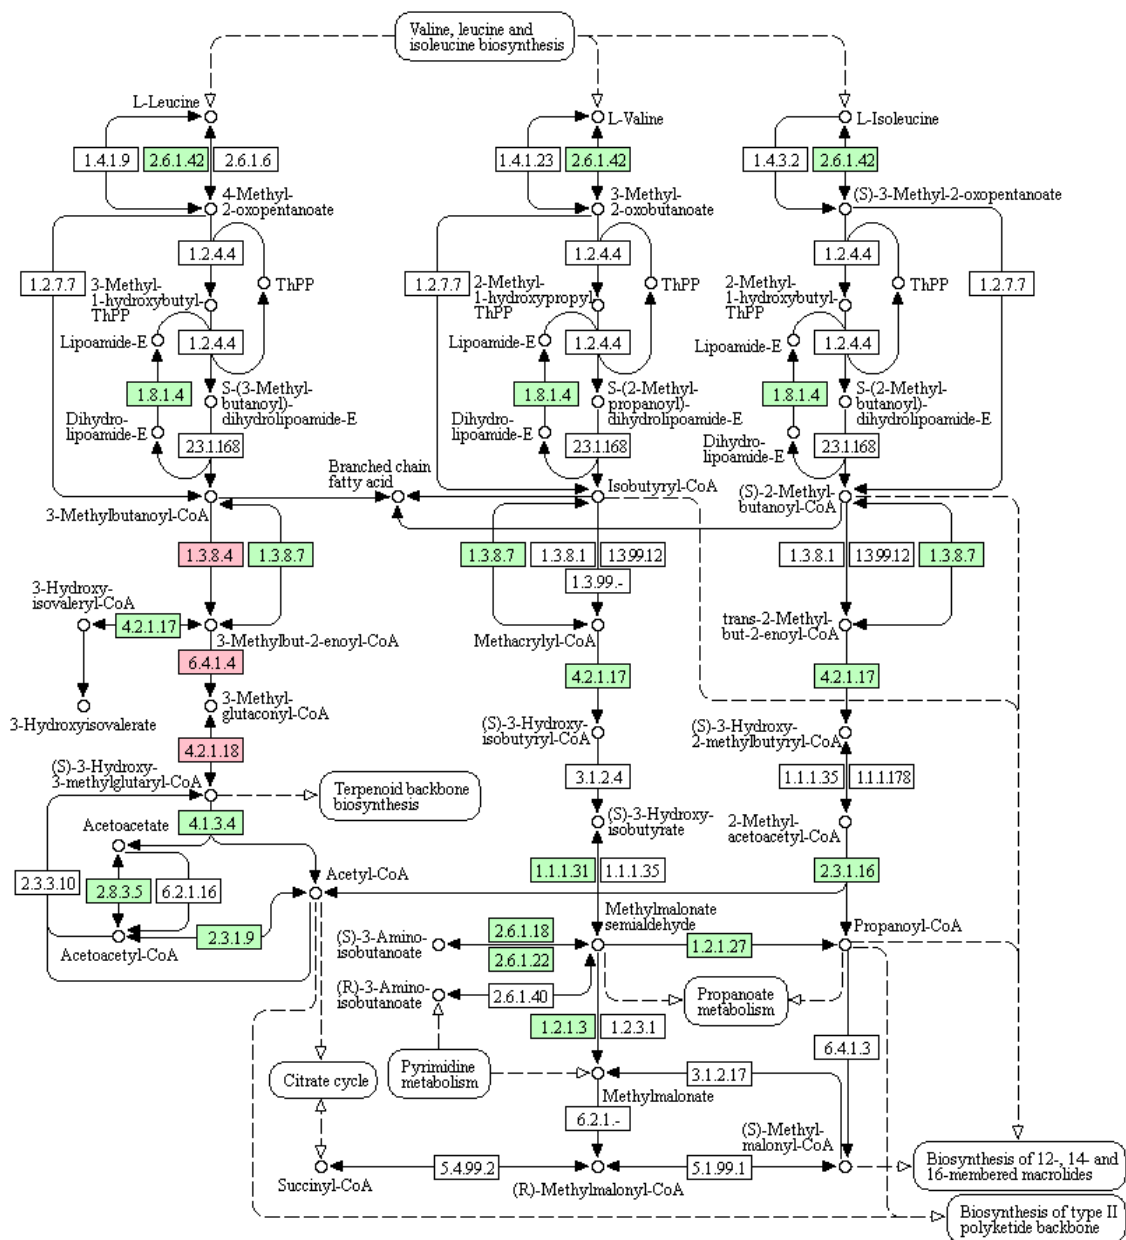 Valine, leucine and
isoleucine biosynthesis
L-Leucine
L-Valine
L-Isoleucine
1.4.1.9
2.6.1.42
2.6.1.6
1.4.1.23
2.6.1.42
1.4.3.2
2.6.1.42
4-Methyl-
2-oxopentanoate
3-Methyl-
2-oxobutanoate
(S)-3-Methyl-2-oxopentanoate
1.2.4.4
1.2.4.4
1.2.4.4
1.2.7.7
3-Methyl-
1-hydroxybutyl-
ThPP
ThPP
1.2.7.7
2-Methyl-
1-hydroxypropyl
ThPP
ThPP
2-Methyl-
1-hydroxybutyl-
ThPP
ThPP
1.2.7.7
Lipoamide-E
1.2.4.4
Lipoamide-E
1.2.4.4
Lipoamide-E
1.2.4.4
1.8.1.4
S-(3-Methyl-
butanoyl)-
dihydrolipoamide-E
1.8.1.4
S-(2-Methyl-
propanoyl)-
dihydrolipoamide-E
1.8.1.4
S-(2-Methyl-
butanoyl)-
dihydrolipoamide-E
Dihydro-
lipoamide-E
2.3.1.168
Dihydro-
lipoamide-E
2.3.1.168
Dihydro-
lipoamide-E
2.3.1.168
Branched chain
fatty acid
Isobutyryl-CoA
(S)-2-Methyl-
butanoyl-CoA
3-Methylbutanoyl-CoA
1.3.8.4
1.3.8.7
1.3.8.7
1.3.8.1
1.3.99.12
1.3.99.-
1.3.8.1
1.3.99.12
1.3.8.7
3-Hydroxy-
isovaleryl-CoA
4.2.1.17
3-Methylbut-2-enoyl-CoA
Methacrylyl-CoA
trans-2-Methyl-
but-2-enoyl-CoA
6.4.1.4
4.2.1.17
4.2.1.17
3-Methyl-
glutaconyl-CoA
3-Hydroxyisovalerate
(S)-3-Hydroxy-
isobutyryl-CoA
(S)-3-Hydroxy-
2-methylbutyryl-CoA
4.2.1.18
(S)-3-Hydroxy-
3-methylglutaryl-CoA
3.1.2.4
1.1.1.35
1.1.1.178
Terpenoid backbone
biosynthesis
(S)-3-Hydroxy-
isobutyrate
2-Methyl-
acetoacetyl-CoA
4.1.3.4
Acetoacetate
2.3.3.10
2.8.3.5
6.2.1.16
Acetyl-CoA
1.1.1.31
1.1.1.35
2.3.1.16
2.3.1.9
Acetoacetyl-CoA
Methylmalonate
semialdehyde
Propanoyl-CoA
(S)-3-Amino-
isobutanoate
2.6.1.18
2.6.1.22
1.2.1.27
(R)-3-Amino-
isobutanoate
2.6.1.40
Propanoate
metabolism
1.2.1.3
1.2.3.1
6.4.1.3
Citrate cycle
Pyrimidine
metabolism
3.1.2.17
Methylmalonate
6.2.1.-
(S)-Methyl-
malonyl-CoA
5.4.99.2
5.1.99.1
Succinyl-CoA
(R)-Methylmalonyl-CoA
Biosynthesis of 12-, 14- and
16-membered macrolides
Biosynthesis of type II
polyketide backbone